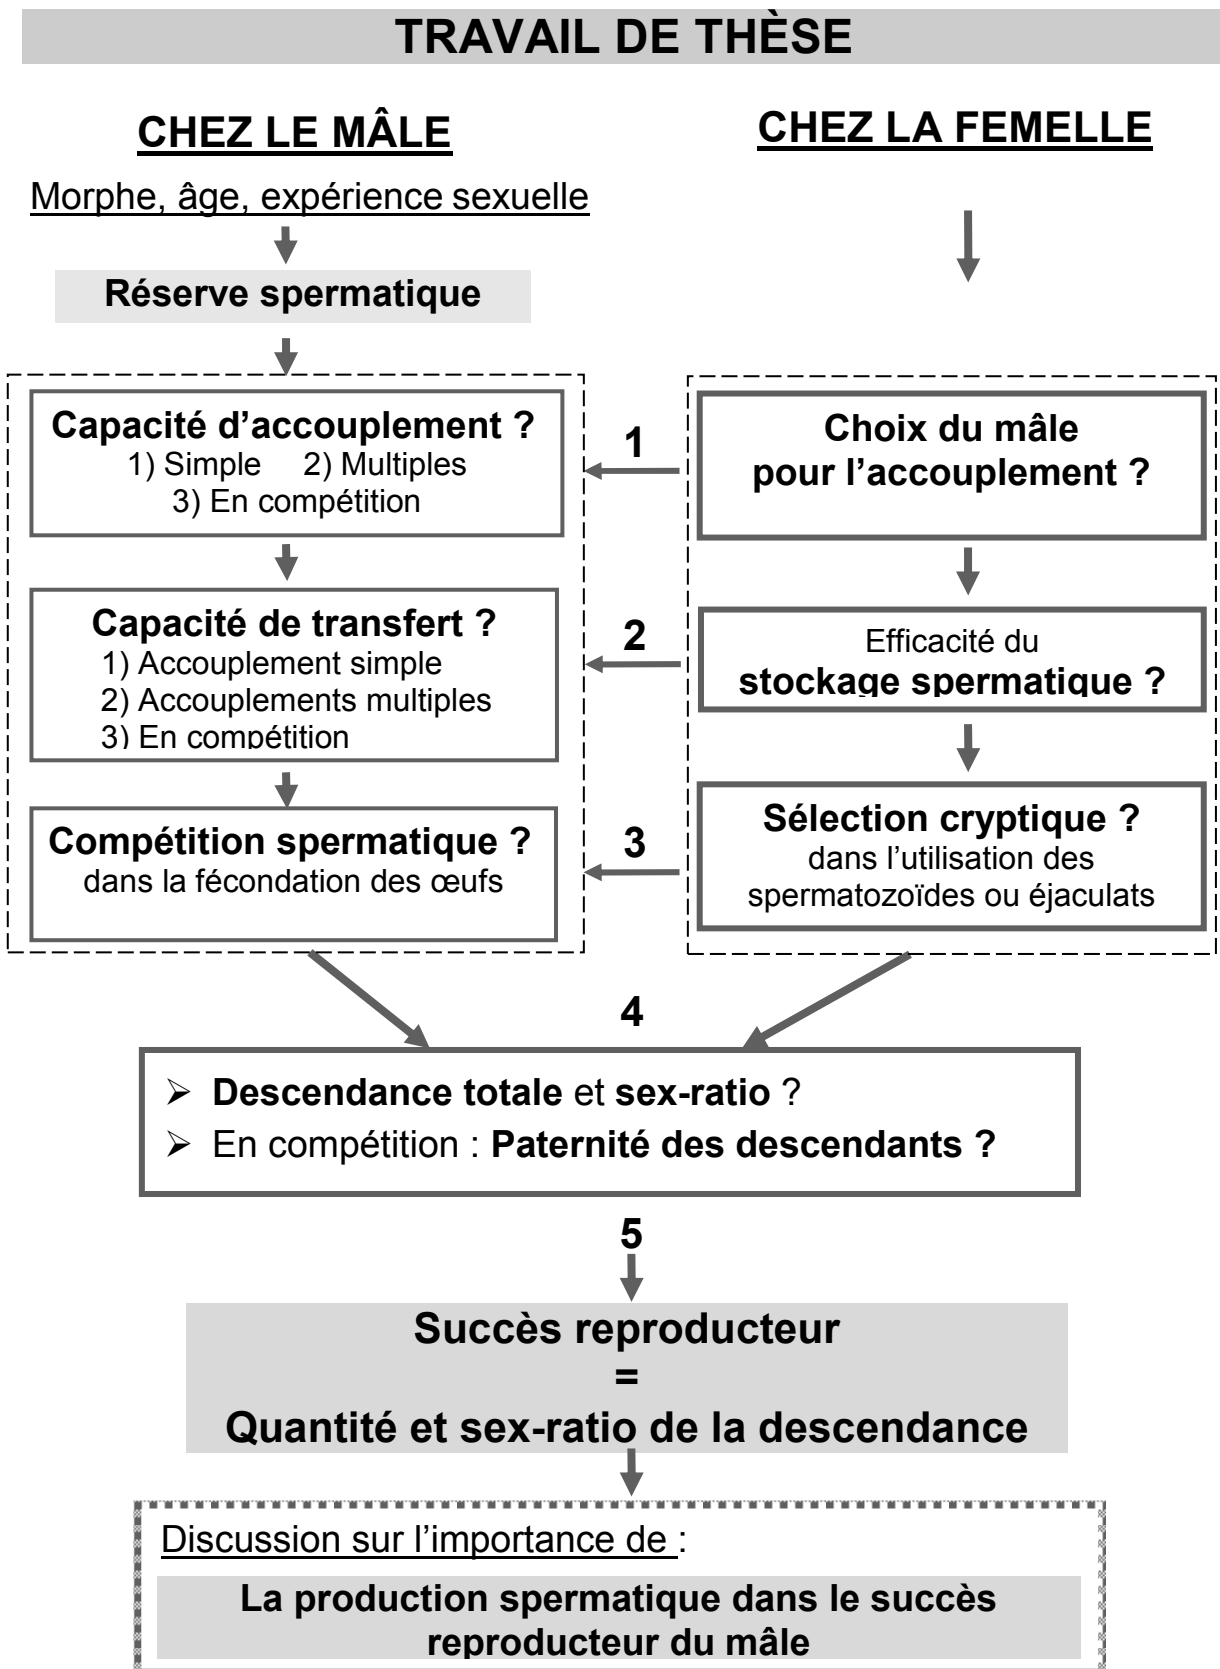 TRAVAIL DE THÈSE
CHEZ LE MÂLE
CHEZ LA FEMELLE
Morphe, âge, expérience sexuelle
Réserve spermatique
Capacité d’accouplement ?
1) Simple 2) Multiples
3) En compétition
1
Choix du mâle
pour l’accouplement ?
Capacité de transfert ?
1) Accouplement simple
2) Accouplements multiples
3) En compétition
2
Efficacité du
stockage spermatique ?
Compétition spermatique ?
dans la fécondation des œufs
3
Sélection cryptique ?
dans l’utilisation des
spermatozoïdes ou éjaculats
4
➢ Descendance totale et sex-ratio ?
➢ En compétition : Paternité des descendants ?
5
Succès reproducteur
=
Quantité et sex-ratio de la descendance
Discussion sur l’importance de :
La production spermatique dans le succès
reproducteur du mâle